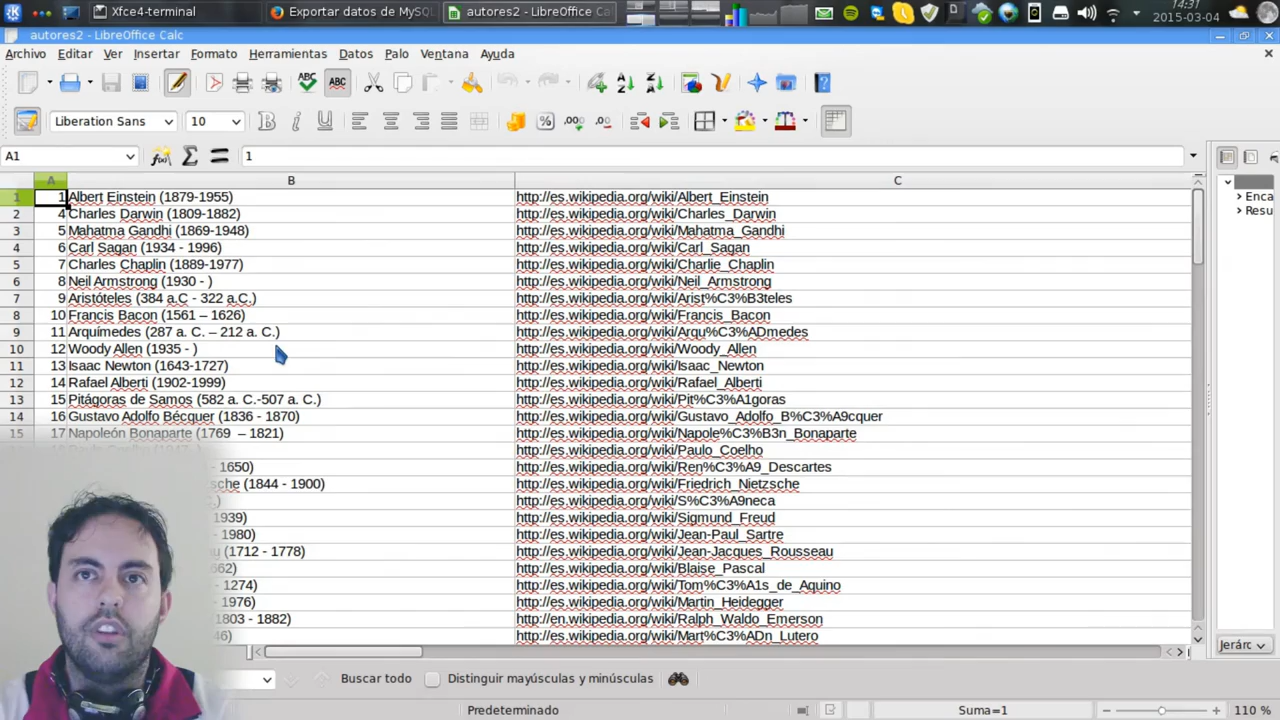 Xfce4-terminal
Exportar datos de MySQL
autores2 - LibreOffice Calc
14:31
2015-03-04
autores2 - LibreOffice Calc
Archivo Editar Ver Insertar Formato Herramientas Datos Palo Ventana Ayuda
Liberation Sans 10
A1 1
A B C
1 1 Albert Einstein (1879-1955) http://es.wikipedia.org/wiki/Albert_Einstein
2 4 Charles Darwin (1809-1882) http://es.wikipedia.org/wiki/Charles_Darwin
3 5 Mahatma Gandhi (1869-1948) http://es.wikipedia.org/wiki/Mahatma_Gandhi
4 6 Carl Sagan (1934 - 1996) http://es.wikipedia.org/wiki/Carl_Sagan
5 7 Charles Chaplin (1889-1977) http://es.wikipedia.org/wiki/Charlie_Chaplin
6 8 Neil Armstrong (1930 - ) http://es.wikipedia.org/wiki/Neil_Armstrong
7 9 Aristóteles (384 a.C - 322 a.C.) http://es.wikipedia.org/wiki/Arist%C3%B3teles
8 10 Francis Bacon (1561 – 1626) http://es.wikipedia.org/wiki/Francis_Bacon
9 11 Arquímedes (287 a. C. – 212 a. C.) http://es.wikipedia.org/wiki/Arqu%C3%ADmedes
10 12 Woody Allen (1935 - ) http://es.wikipedia.org/wiki/Woody_Allen
11 13 Isaac Newton (1643-1727) http://es.wikipedia.org/wiki/Isaac_Newton
12 14 Rafael Alberti (1902-1999) http://es.wikipedia.org/wiki/Rafael_Alberti
13 15 Pitágoras de Samos (582 a. C.-507 a. C.) http://es.wikipedia.org/wiki/Pit%C3%A1goras
14 16 Gustavo Adolfo Bécquer (1836 - 1870) http://es.wikipedia.org/wiki/Gustavo_Adolfo_B%C3%A9cquer
15 17 Napoleón Bonaparte (1769 – 1821) http://es.wikipedia.org/wiki/Napole%C3%B3n_Bonaparte
http://es.wikipedia.org/wiki/Paulo_Coelho
- 1650) http://es.wikipedia.org/wiki/Ren%C3%A9_Descartes
sche (1844 - 1900) http://es.wikipedia.org/wiki/Friedrich_Nietzsche
http://es.wikipedia.org/wiki/S%C3%A9neca
1939) http://es.wikipedia.org/wiki/Sigmund_Freud
- 1980) http://es.wikipedia.org/wiki/Jean-Paul_Sartre
au (1712 - 1778) http://es.wikipedia.org/wiki/Jean-Jacques_Rousseau
662) http://es.wikipedia.org/wiki/Blaise_Pascal
- 1274) http://es.wikipedia.org/wiki/Tom%C3%A1s_de_Aquino
- 1976) http://es.wikipedia.org/wiki/Martin_Heidegger
1803 - 1882) http://en.wikipedia.org/wiki/Ralph_Waldo_Emerson
46) http://es.wikipedia.org/wiki/Mart%C3%ADn_Lutero
Enca
Resu
Jerárc
Buscar todo Distinguir mayúsculas y minúsculas
Predeterminado Suma=1 110 %